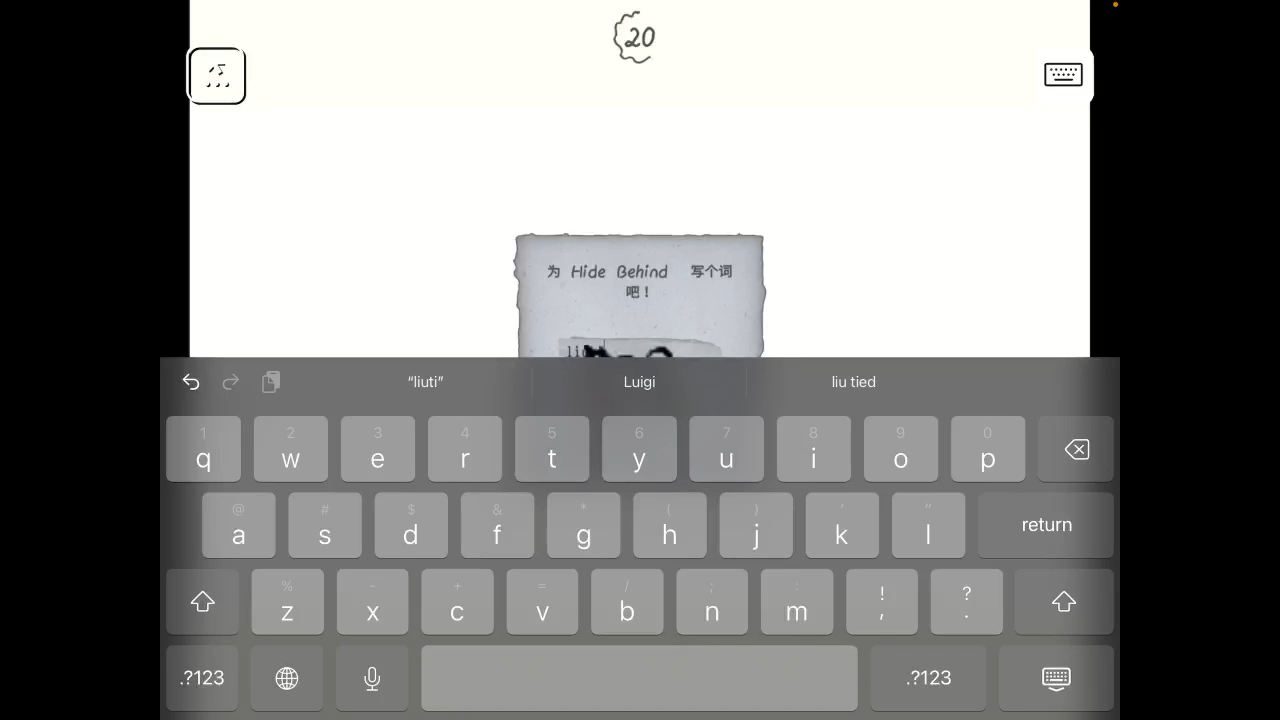 20
为 Hide Behind 写个词
吧！
“liuti” Luigi liu tied
1 2 3 4 5 6 7 8 9 0
q w e r t y u i o p
@ # $ & * ( ) ' "
a s d f g h j k l return
% - + = / ; : ! ?
z x c v b n m , .
.?123 .?123